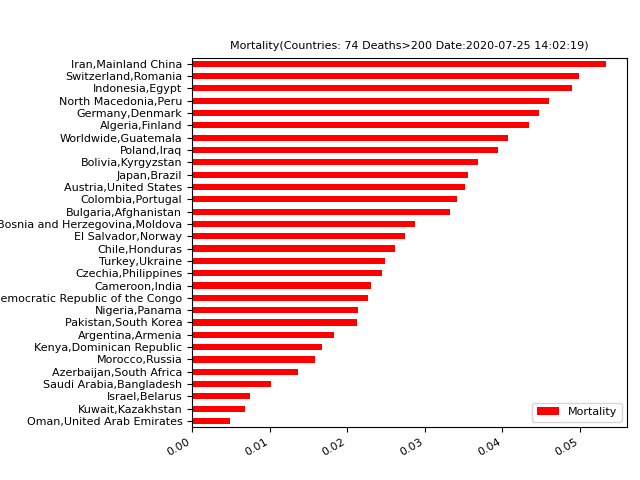 Mortality(Countries: 74 Deaths>200 Date:2020-07-25 14:02:19)
Iran,Mainland China
Switzerland,Romania
Indonesia,Egypt
North Macedonia,Peru
Germany,Denmark
Algeria,Finland
Worldwide,Guatemala
Poland,Iraq
Bolivia,Kyrgyzstan
Japan,Brazil
Austria,United States
Colombia,Portugal
Bulgaria,Afghanistan
Bosnia and Herzegovina,Moldova
El Salvador,Norway
Chile,Honduras
Turkey,Ukraine
Czechia,Philippines
Cameroon,India
emocratic Republic of the Congo
Nigeria,Panama
Pakistan,South Korea
Argentina,Armenia
Kenya,Dominican Republic
Morocco,Russia
Azerbaijan,South Africa
Saudi Arabia,Bangladesh
Israel,Belarus
Kuwait,Kazakhstan
Oman,United Arab Emirates
Mortality
0.00 0.01 0.02 0.03 0.04 0.05